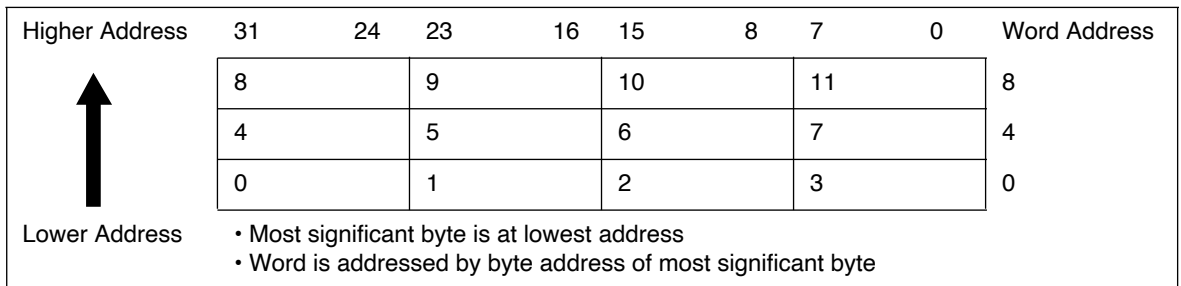 Higher Address 31 24 23 16 15 8 7 0 Word Address
8 9 10 11 8
4 5 6 7 4
0 1 2 3 0
Lower Address • Most significant byte is at lowest address
• Word is addressed by byte address of most significant byte